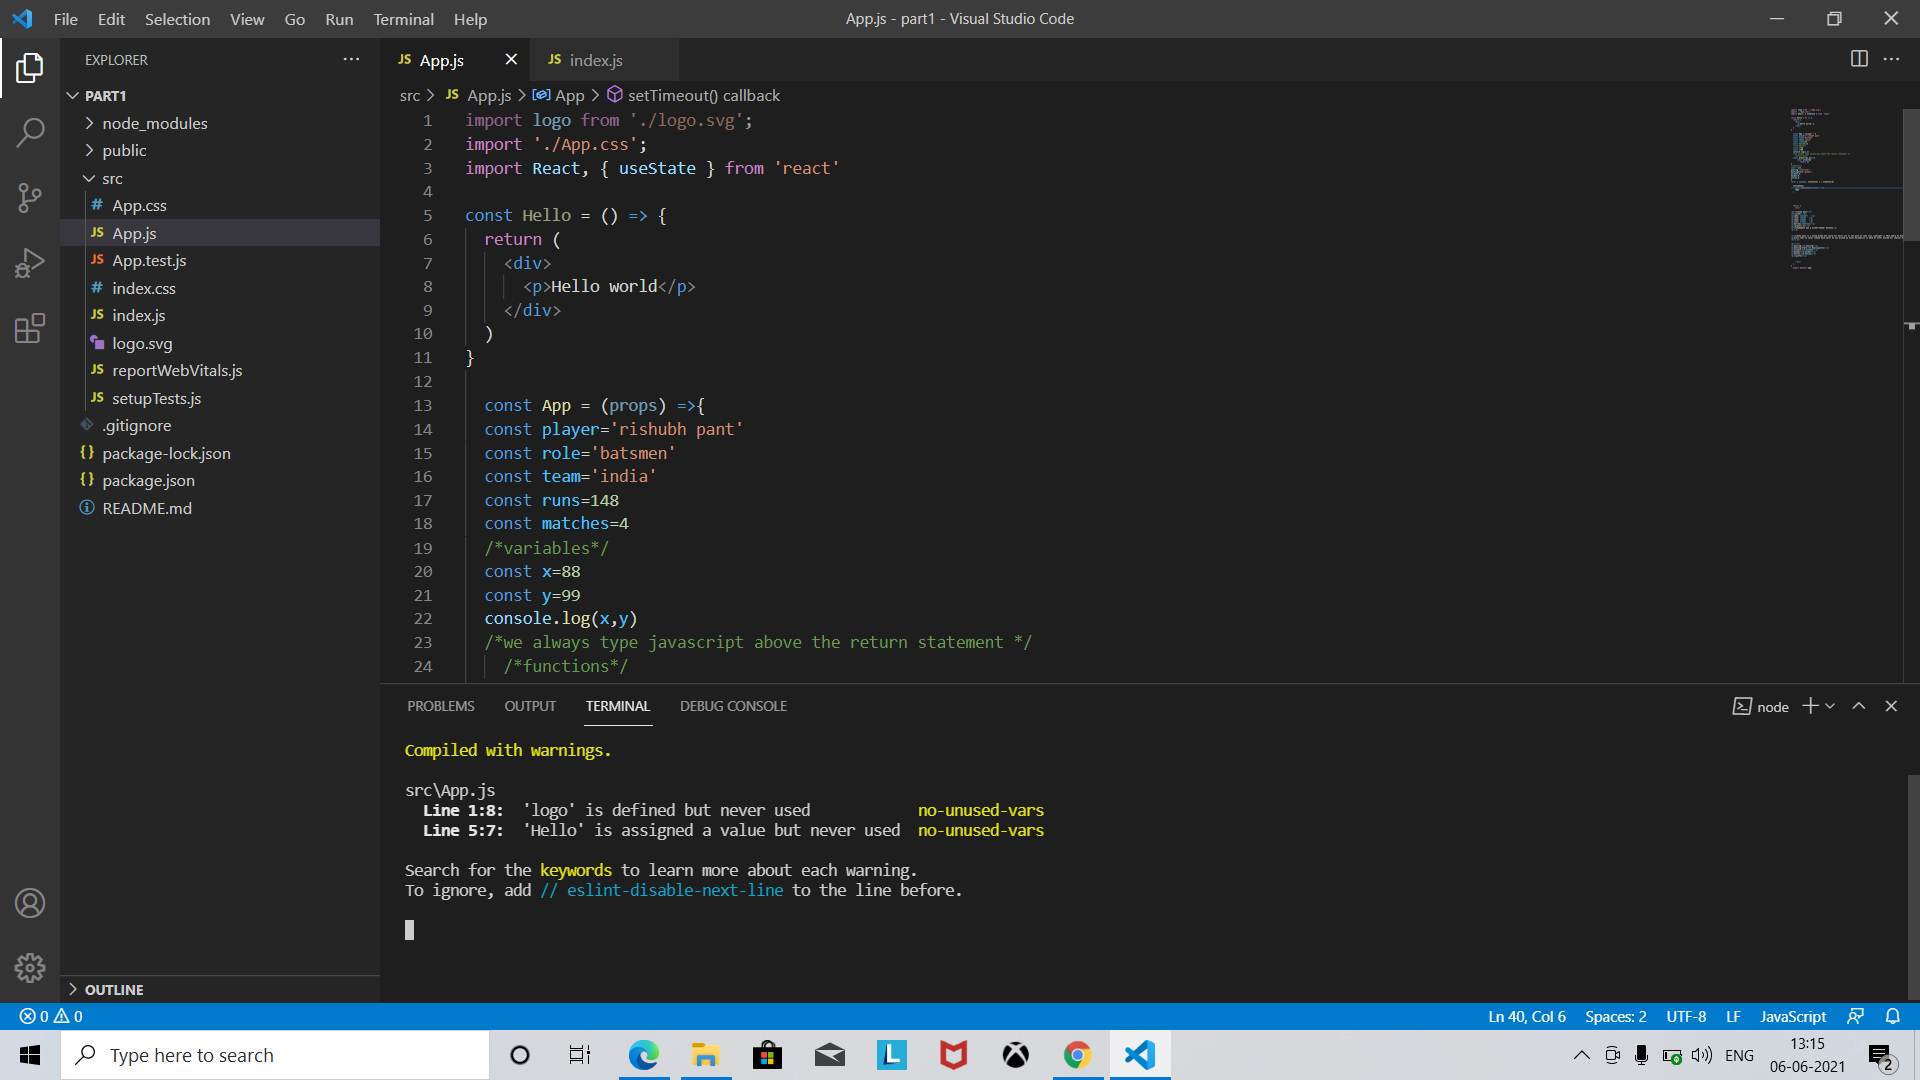 File Edit Selection View Go Run Terminal Help
App.js - part1 - Visual Studio Code
EXPLORER
PART1
node_modules
public
src
# App.css
JS App.js
JS App.test.js
# index.css
JS index.js
logo.svg
JS reportWebVitals.js
JS setupTests.js
.gitignore
{} package-lock.json
{} package.json
README.md
OUTLINE
JS App.js
JS index.js
src > JS App.js > App > setTimeout() callback
1 import logo from './logo.svg';
2 import './App.css';
3 import React, { useState } from 'react'
4
5 const Hello = () => {
6 return (
7 <div>
8 <p>Hello world</p>
9 </div>
10 )
11 }
12
13 const App = (props) =>{
14 const player='rishubh pant'
15 const role='batsmen'
16 const team='india'
17 const runs=148
18 const matches=4
19 /*variables*/
20 const x=88
21 const y=99
22 console.log(x,y)
23 /*we always type javascript above the return statement */
24 /*functions*/
PROBLEMS OUTPUT TERMINAL DEBUG CONSOLE
node
Compiled with warnings.
src\App.js
Line 1:8: 'logo' is defined but never used no-unused-vars
Line 5:7: 'Hello' is assigned a value but never used no-unused-vars
Search for the keywords to learn more about each warning.
To ignore, add // eslint-disable-next-line to the line before.
0 0
Ln 40, Col 6 Spaces: 2 UTF-8 LF JavaScript
Type here to search
L
ENG
13:15
06-06-2021
2